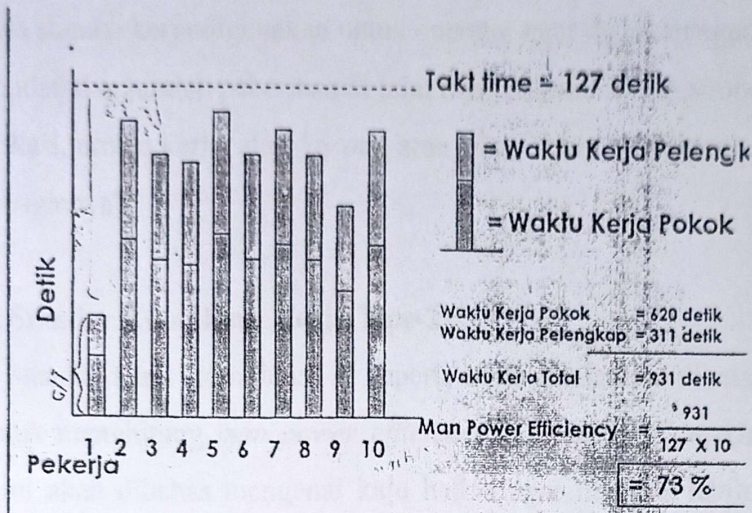 Takt time = 127 detik
= Waktu Kerja Pelengk
= Waktu Kerja Pokok
Detik
Waktu Kerja Pokok = 620 detik
Waktu Kerja Pelengkap = 311 detik
Waktu Kerja Total = 931 detik
Man Power Efficiency = 931
127 X 10
= 73 %
1 2 3 4 5 6 7 8 9 10
Pekerja